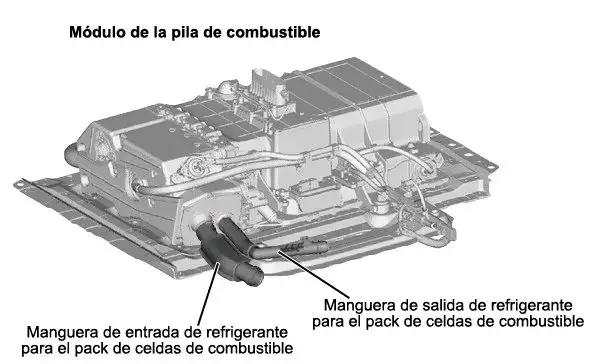 Módulo de la pila de combustible
Manguera de salida de refrigerante
para el pack de celdas de combustible
Manguera de entrada de refrigerante
para el pack de celdas de combustible